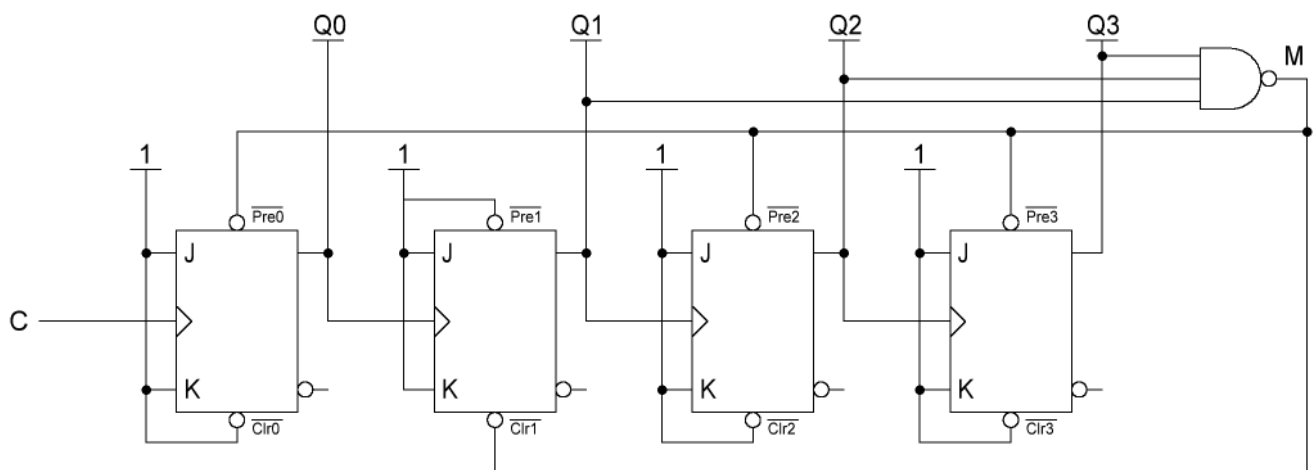 Q0 Q1 Q2 Q3
M
1 1 1 1
Pre0 Pre1 Pre2 Pre3
J J J J
C
K K K K
Clr0 Clr1 Clr2 Clr3